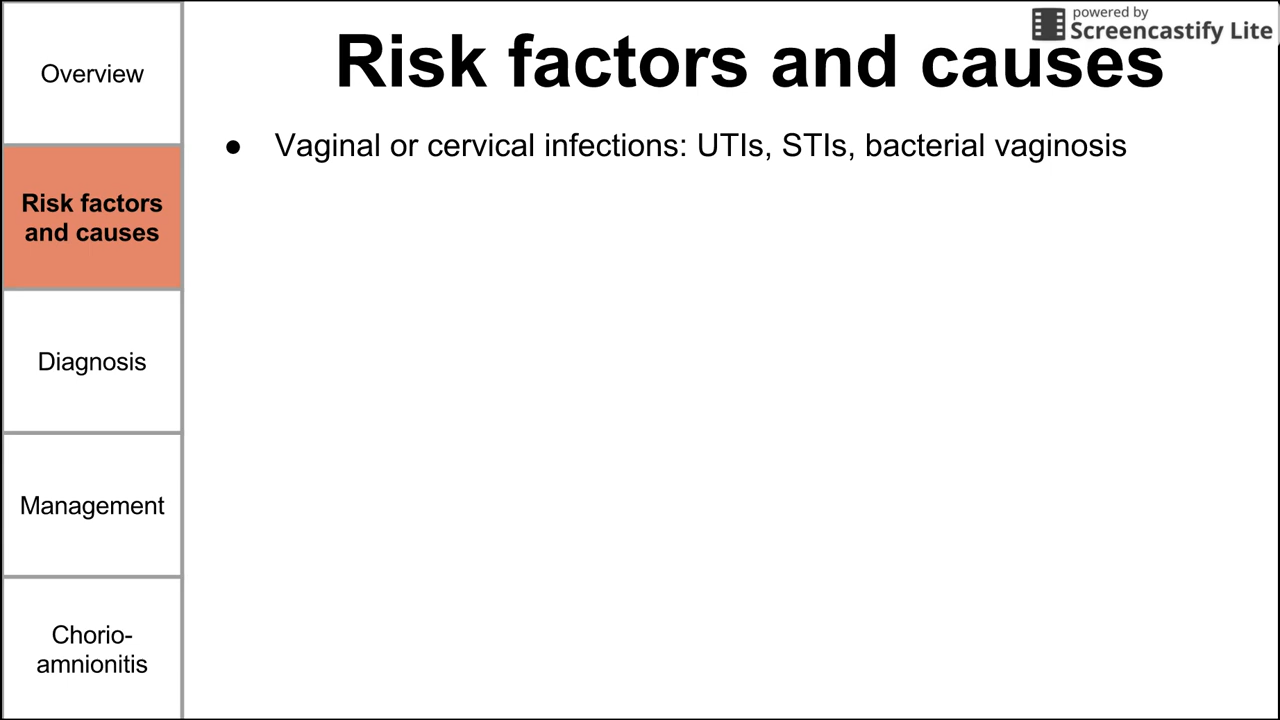 powered by
Screencastify Lite
Risk factors and causes
● Vaginal or cervical infections: UTIs, STIs, bacterial vaginosis
Overview
Risk factors
and causes
Diagnosis
Management
Chorio-
amnionitis